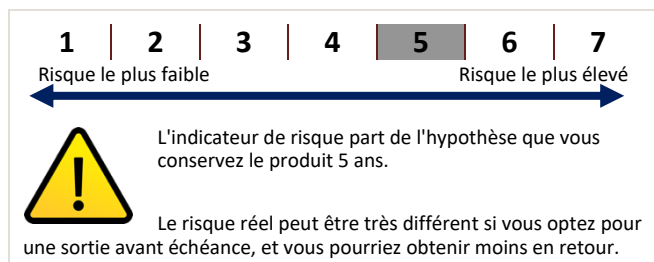 1 2 3 4 5 6 7
Risque le plus faible Risque le plus élevé
L'indicateur de risque part de l'hypothèse que vous
conservez le produit 5 ans.
Le risque réel peut être très différent si vous optez pour
une sortie avant échéance, et vous pourriez obtenir moins en retour.